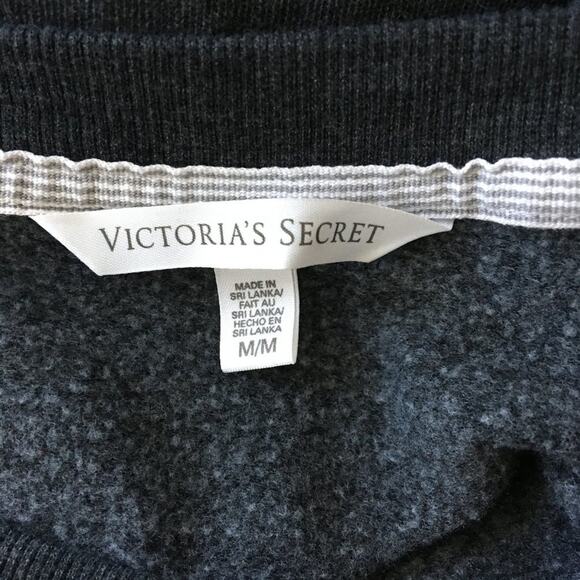 VICTORIA'S SECRET
MADE IN
SRI LANKA/
FAIT AU
SRI LANKA/
HECHO EN
SRI LANKA
M/M